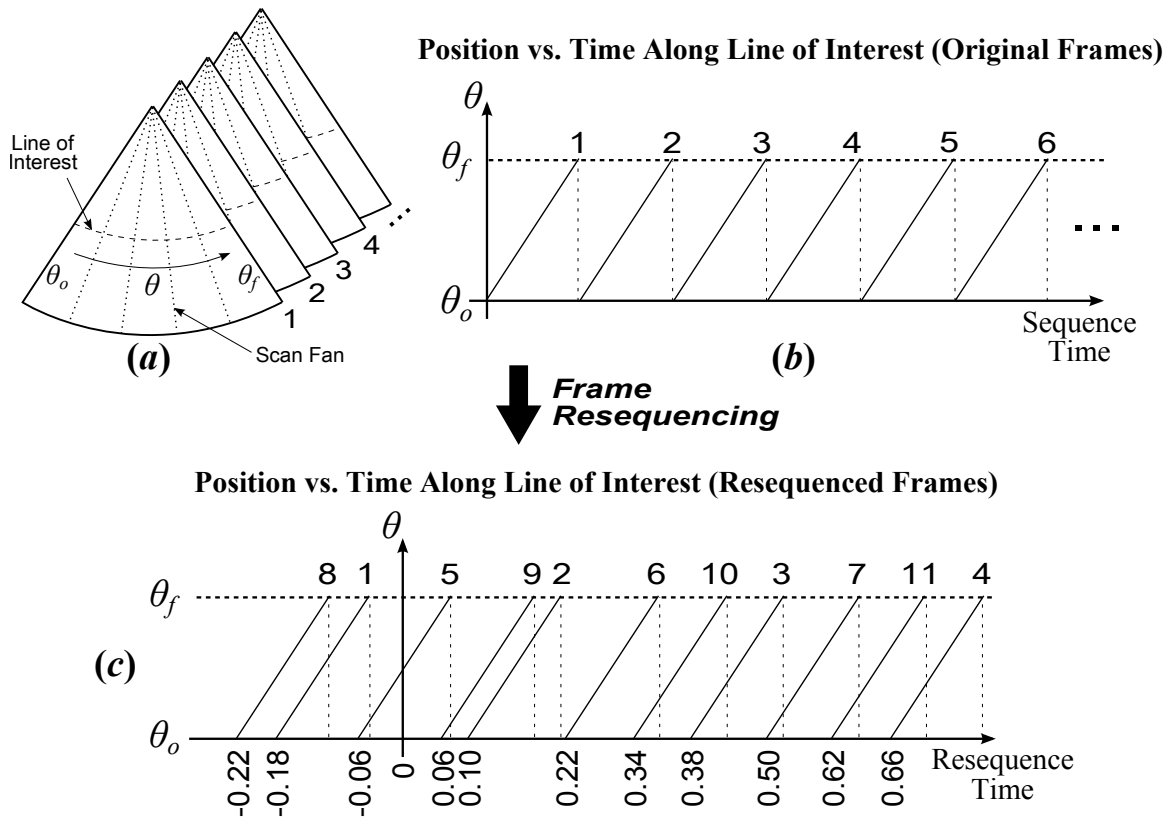 Line of
Interest
θo
θ
θf
1
2
3
4
Scan Fan
(a)
Position vs. Time Along Line of Interest (Original Frames)
θ
θf
1 2 3 4 5 6
θo
Sequence
Time
(b)
Frame
Resequencing
Position vs. Time Along Line of Interest (Resequenced Frames)
θ
8 1 5 9 2 6 10 3 7 11 4
θf
(c)
θo
−0.22 −0.18 −0.06 0 0.06 0.10 0.22 0.34 0.38 0.50 0.62 0.66
Resequence
Time